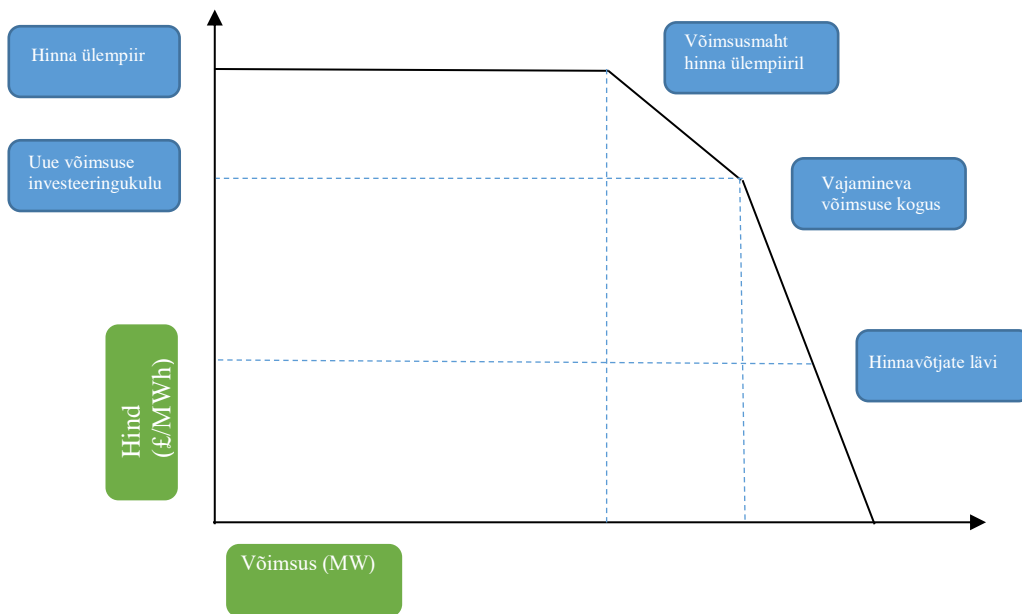 Hinna ülempiir
Võimsusmaht
hinna ülempiiril
Uue võimsuse
investeeringukulu
Vajamineva
võimsuse kogus
Hinnavõtjate lävi
Hind
(£/MWh)
Võimsus (MW)